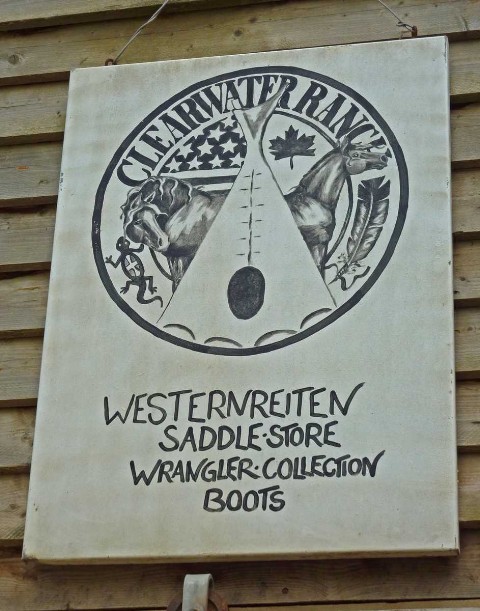 CLEARWATER RANCH
WESTERNREITEN
SADDLE·STORE
WRANGLER·COLLECTION
BOOTS